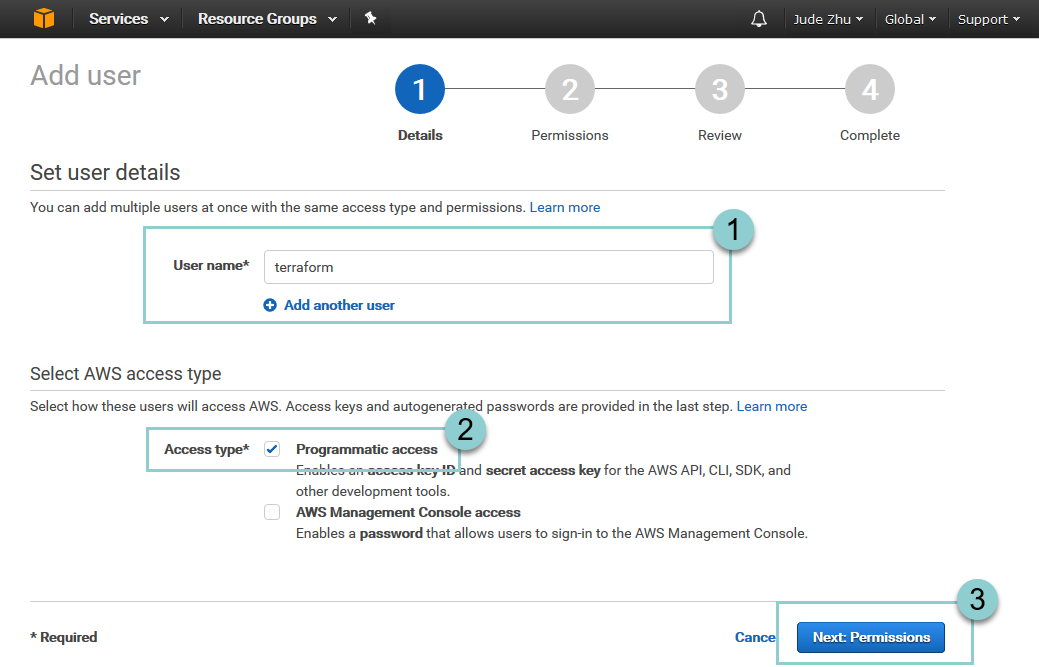 Services Resource Groups Jude Zhu Global Support
Add user
1 2 3 4
Details Permissions Review Complete
Set user details
You can add multiple users at once with the same access type and permissions. Learn more
1
User name* terraform
Add another user
Select AWS access type
Select how these users will access AWS. Access keys and autogenerated passwords are provided in the last step. Learn more
2
Access type* Programmatic access
Enables an access key ID and secret access key for the AWS API, CLI, SDK, and
other development tools.
AWS Management Console access
Enables a password that allows users to sign-in to the AWS Management Console.
3
* Required Cance Next: Permissions